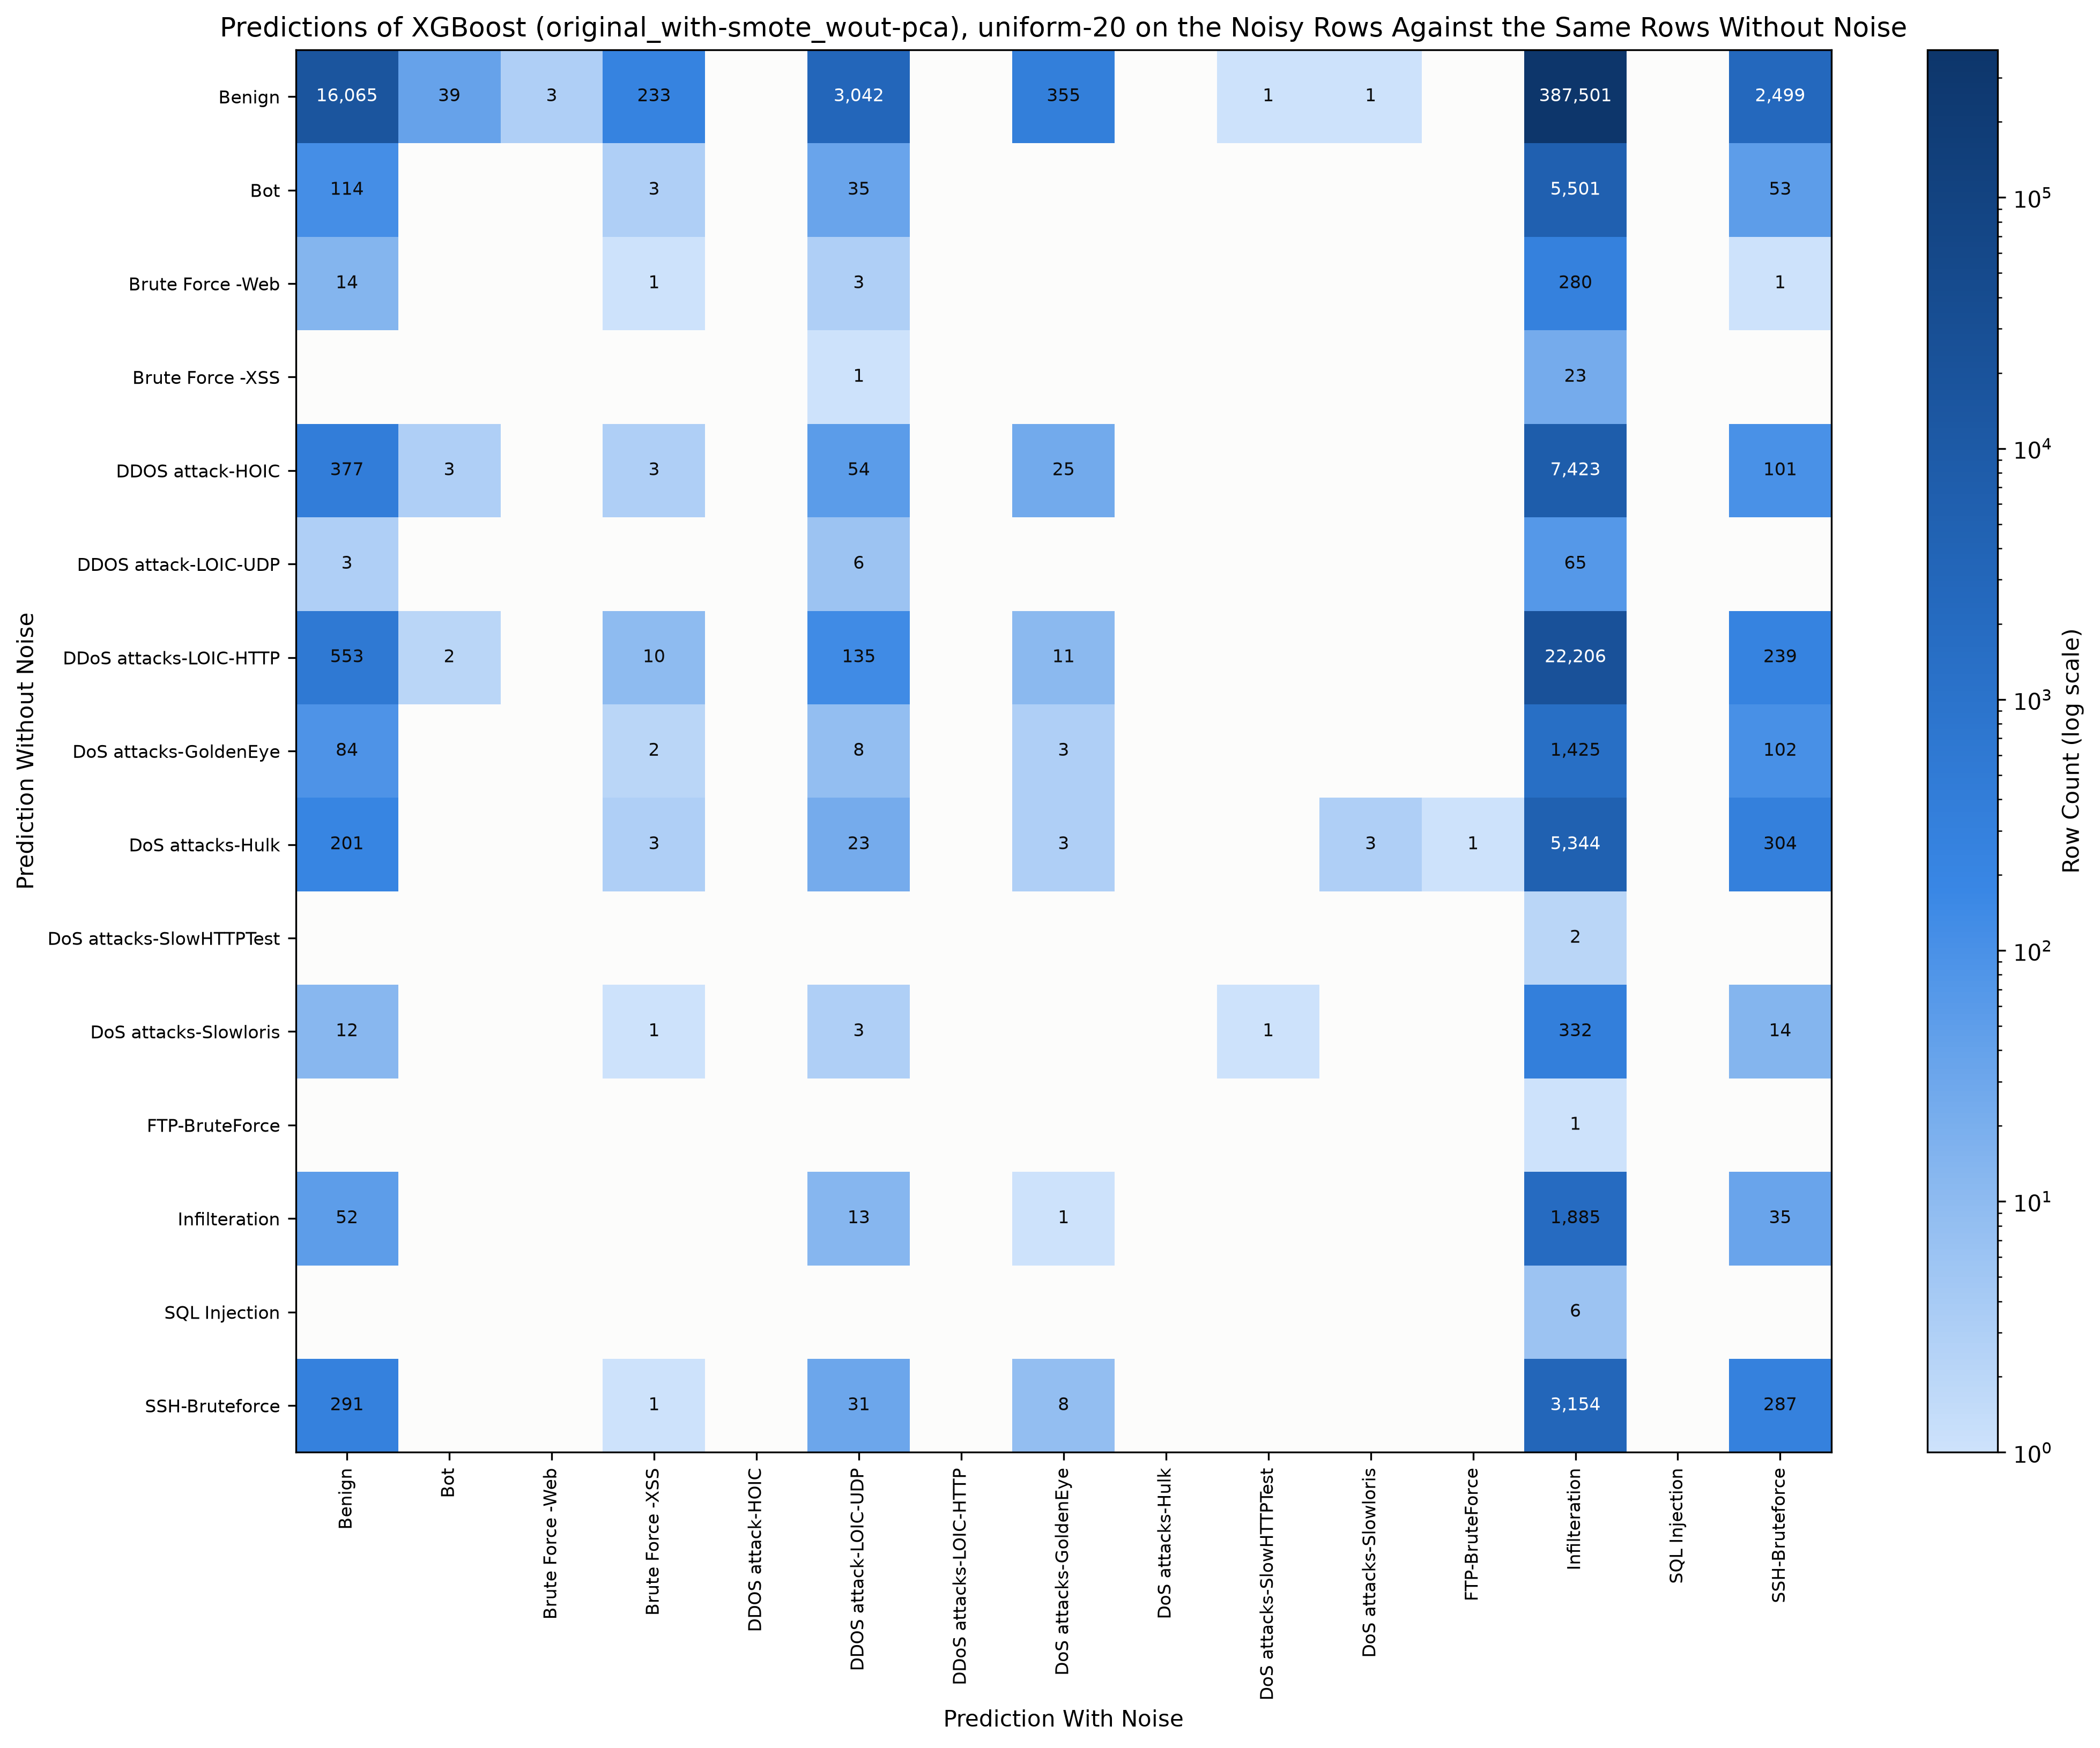 Predictions of XGBoost (original_with-smote_wout-pca), uniform-20 on the Noisy Rows Against the Same Rows Without Noise
Prediction Without Noise
Benign 16,065 39 3 233 3,042 355 1 1 387,501 2,499
Bot 114 3 35 5,501 53
Brute Force -Web 14 1 3 280 1
Brute Force -XSS 1 23
DDOS attack-HOIC 377 3 3 54 25 7,423 101
DDOS attack-LOIC-UDP 3 6 65
DDoS attacks-LOIC-HTTP 553 2 10 135 11 22,206 239
DoS attacks-GoldenEye 84 2 8 3 1,425 102
DoS attacks-Hulk 201 3 23 3 3 1 5,344 304
DoS attacks-SlowHTTPTest 2
DoS attacks-Slowloris 12 1 3 1 332 14
FTP-BruteForce 1
Infilteration 52 13 1 1,885 35
SQL Injection 6
SSH-Bruteforce 291 1 31 8 3,154 287
Benign
Bot
Brute Force -Web
Brute Force -XSS
DDOS attack-HOIC
DDOS attack-LOIC-UDP
DDoS attacks-LOIC-HTTP
DoS attacks-GoldenEye
DoS attacks-Hulk
DoS attacks-SlowHTTPTest
DoS attacks-Slowloris
FTP-BruteForce
Infilteration
SQL Injection
SSH-Bruteforce
Prediction With Noise
10⁵
10⁴
10³
10²
10¹
10⁰
Row Count (log scale)